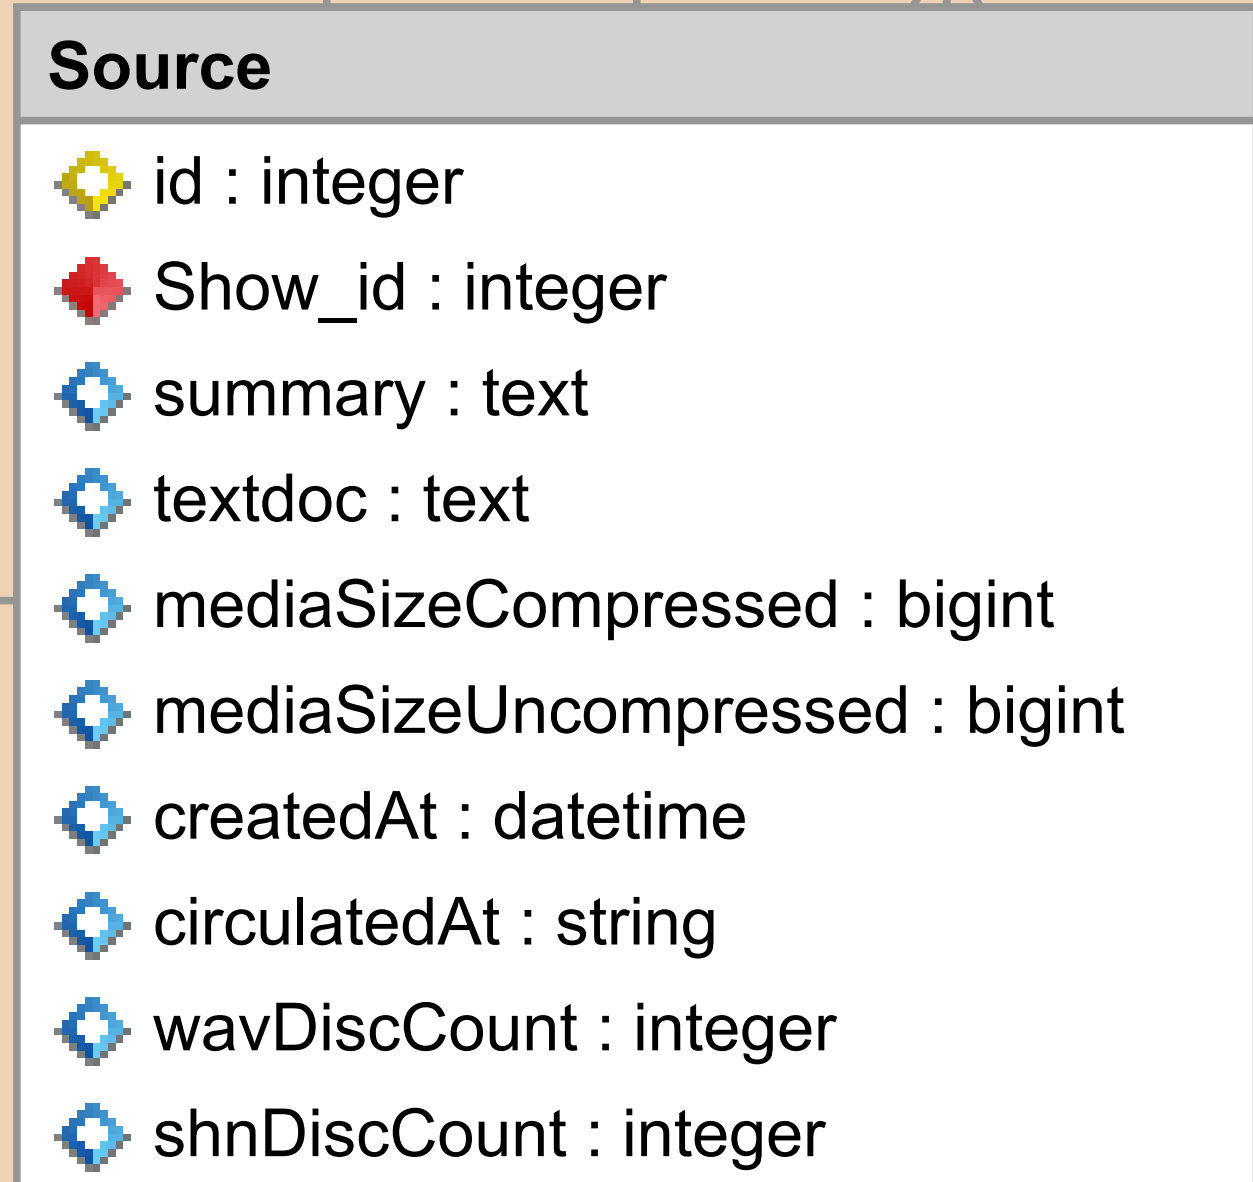 Source
id : integer
Show_id : integer
summary : text
textdoc : text
mediaSizeCompressed : bigint
mediaSizeUncompressed : bigint
createdAt : datetime
circulatedAt : string
wavDiscCount : integer
shnDiscCount : integer